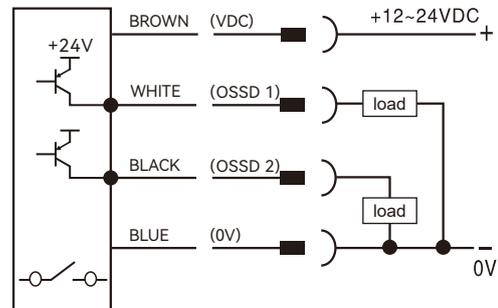 BROWN (VDC) +12~24VDC
+
+24V
WHITE (OSSD 1) load
BLACK (OSSD 2)
load
BLUE (0V) −
0V